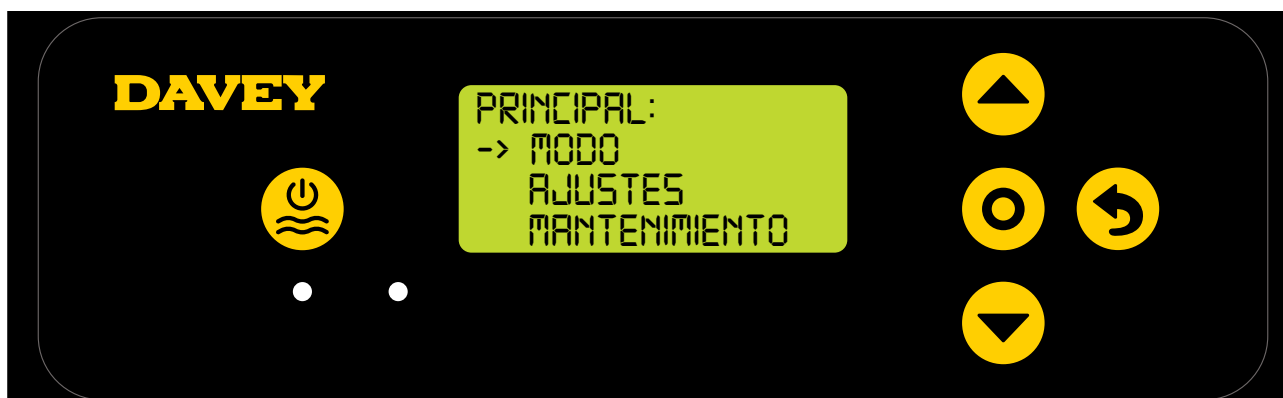 DAVEY
PRINCIPAL:
-> MODO
AJUSTES
MANTENIMIENTO